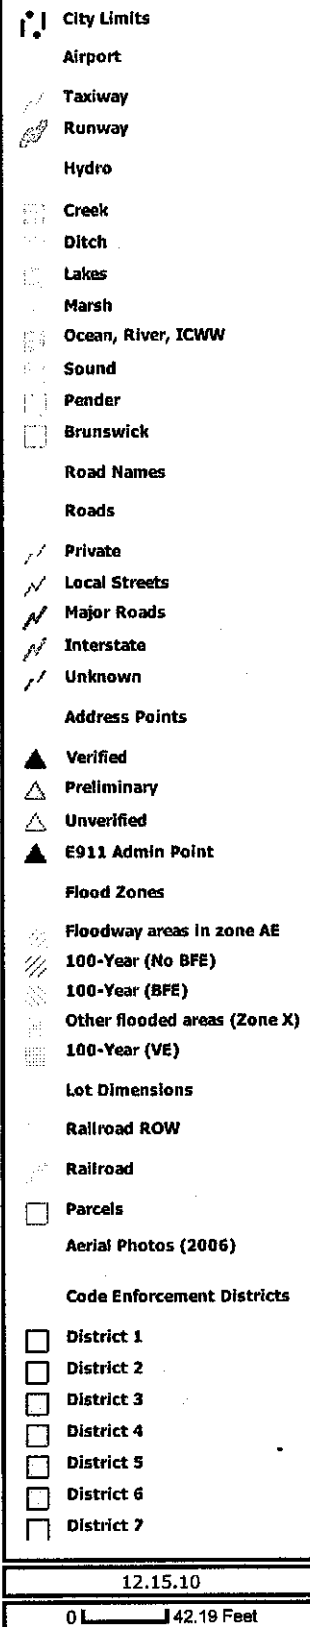 City Limits
Airport
Taxiway
Runway
Hydro
Creek
Ditch
Lakes
Marsh
Ocean, River, ICWW
Sound
Pender
Brunswick
Road Names
Roads
Private
Local Streets
Major Roads
Interstate
Unknown
Address Points
Verified
Preliminary
Unverified
E911 Admin Point
Flood Zones
Floodway areas in zone AE
100-Year (No BFE)
100-Year (BFE)
Other flooded areas (Zone X)
100-Year (VE)
Lot Dimensions
Railroad ROW
Railroad
Parcels
Aerial Photos (2006)
Code Enforcement Districts
District 1
District 2
District 3
District 4
District 5
District 6
District 7
12.15.10
0 42.19 Feet